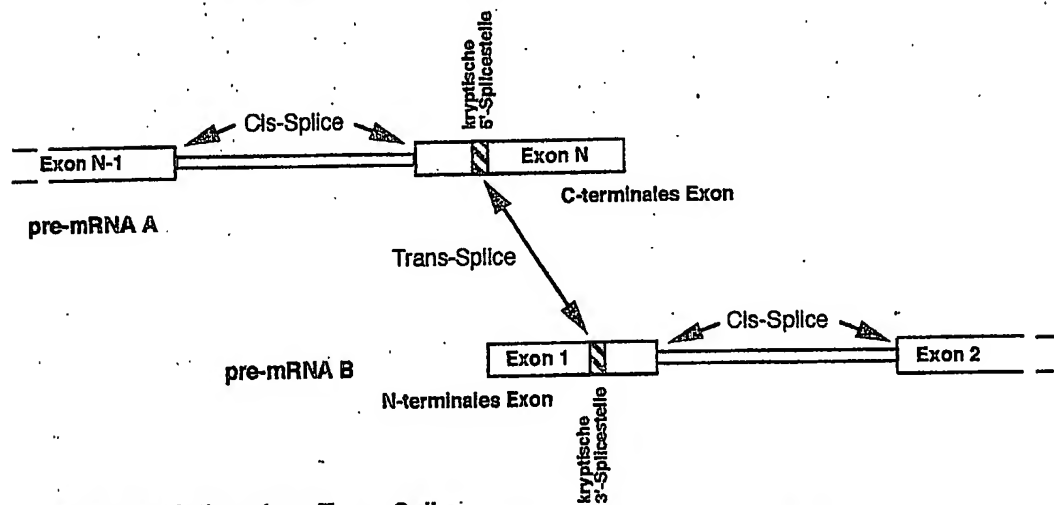 kryptische
5'-Splicestelle
Cis-Splice
Exon N-1
Exon N
C-terminales Exon
pre-mRNA A
Trans-Splice
Cis-Splice
Exon 1
Exon 2
pre-mRNA B
N-terminales Exon
kryptische
3'-Splicestelle